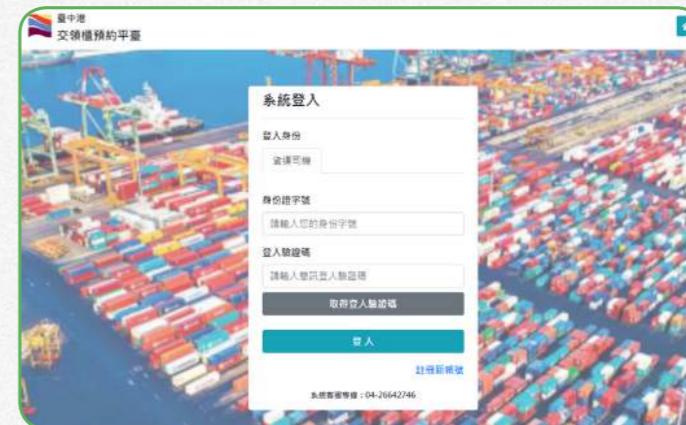 臺中港
交領櫃預約平臺
系統登入
登入身份
貨運司機
身份證字號
請輸入您的身份字號
登入驗證碼
請輸入簡訊登入驗證碼
取得登入驗證碼
登入
註冊新帳號
系統客服專線：04-26642746